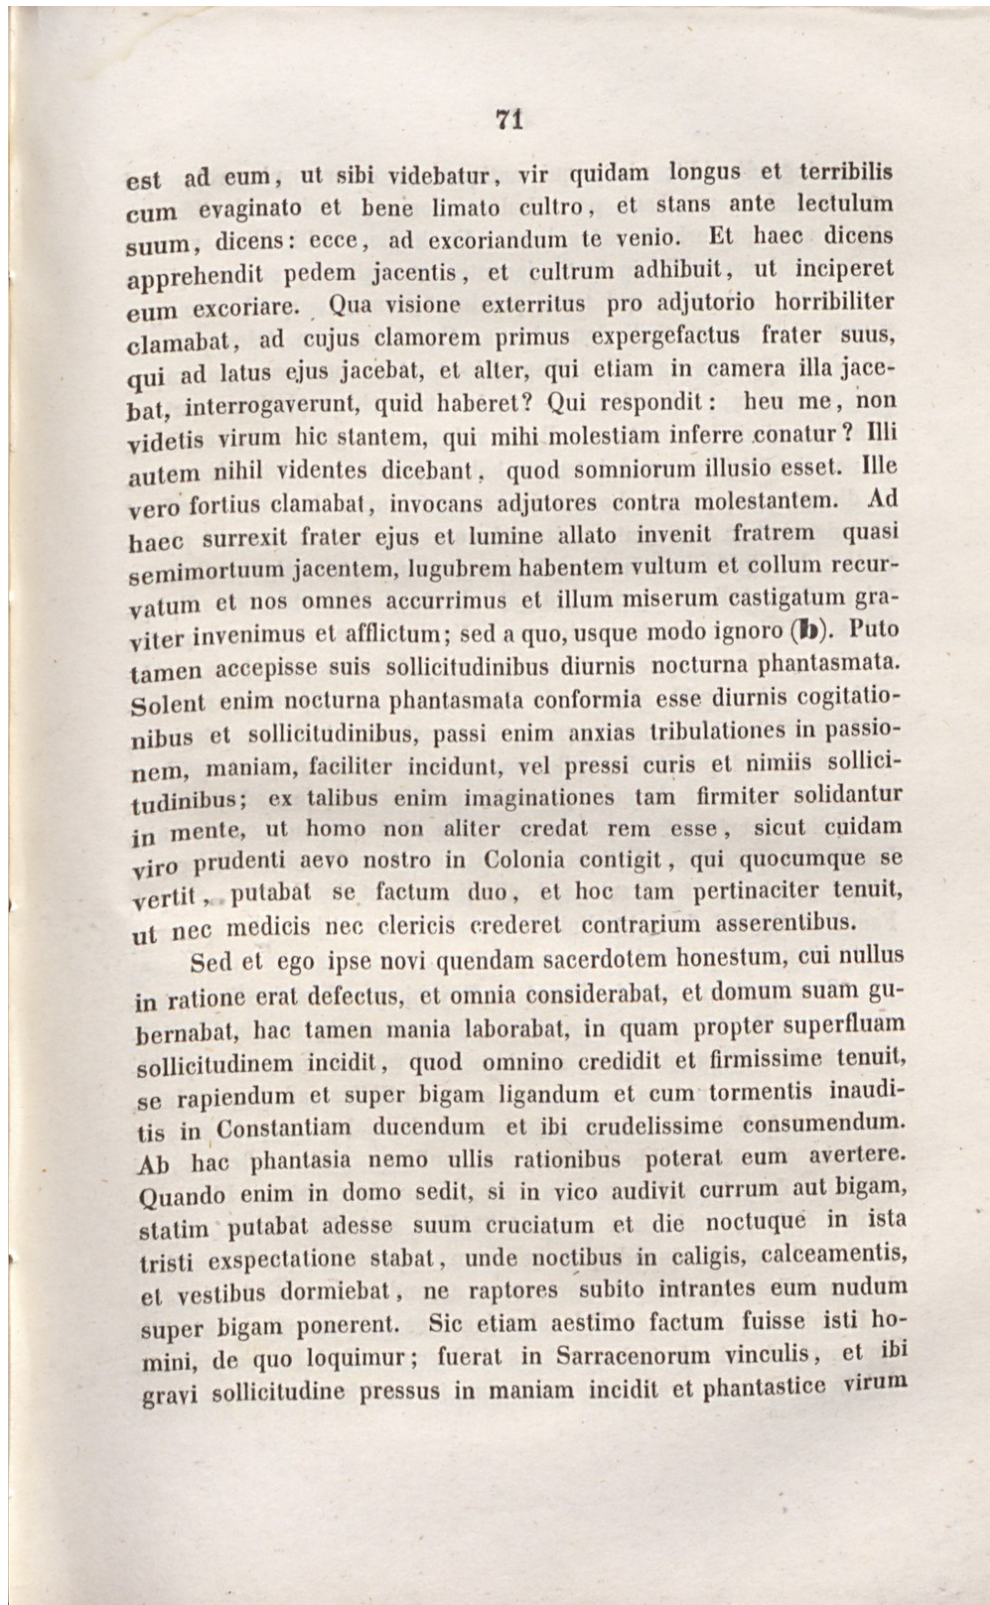 71
est ad eum, ut sibi videbatur, vir quidam longus et terribilis
cum evaginato et bene limato cultro, et stans ante lectulum
suum, dicens: ecce, ad excoriandum te venio. Et haec dicens
apprehendit pedem jacentis, et cultrum adhibuit, ut inciperet
eum excoriare. Qua visione exterritus pro adjutorio horribiliter
clamabat, ad cujus clamorem primus expergefactus frater suus,
qui ad latus ejus jacebat, et alter, qui etiam in camera illa jace-
bat, interrogaverunt, quid haberet? Qui respondit: heu me, non
videtis virum hic stantem, qui mihi molestiam inferre conatur? Illi
autem nihil videntes dicebant, quod somniorum illusio esset. Ille
vero fortius clamabat, invocans adjutores contra molestantem. Ad
haec surrexit frater ejus et lumine allato invenit fratrem quasi
semimortuum jacentem, lugubrem habentem vultum et collum recur-
vatum et nos omnes accurrimus et illum miserum castigatum gra-
viter invenimus et afflictum; sed a quo, usque modo ignoro (b). Puto
tamen accepisse suis sollicitudinibus diurnis nocturna phantasmata.
Solent enim nocturna phantasmata conformia esse diurnis cogitatio-
nibus et sollicitudinibus, passi enim anxias tribulationes in passio-
nem, maniam, faciliter incidunt, vel pressi curis et nimiis sollici-
tudinibus; ex talibus enim imaginationes tam firmiter solidantur
in mente, ut homo non aliter credat rem esse, sicut cuidam
viro prudenti aevo nostro in Colonia contigit, qui quocumque se
vertit, putabat se factum duo, et hoc tam pertinaciter tenuit,
ut nec medicis nec clericis crederet contrarium asserentibus.
Sed et ego ipse novi quendam sacerdotem honestum, cui nullus
in ratione erat defectus, et omnia considerabat, et domum suam gu-
bernabat, hac tamen mania laborabat, in quam propter superfluam
sollicitudinem incidit, quod omnino credidit et firmissime tenuit,
se rapiendum et super bigam ligandum et cum tormentis inaudi-
tis in Constantiam ducendum et ibi crudelissime consumendum.
Ab hac phantasia nemo ullis rationibus poterat eum avertere.
Quando enim in domo sedit, si in vico audivit currum aut bigam,
statim putabat adesse suum cruciatum et die noctuque in ista
tristi exspectatione stabat, unde noctibus in caligis, calceamentis,
et vestibus dormiebat, ne raptores subito intrantes eum nudum
super bigam ponerent. Sic etiam aestimo factum fuisse isti ho-
mini, de quo loquimur; fuerat in Sarracenorum vinculis, et ibi
gravi sollicitudine pressus in maniam incidit et phantastice virum